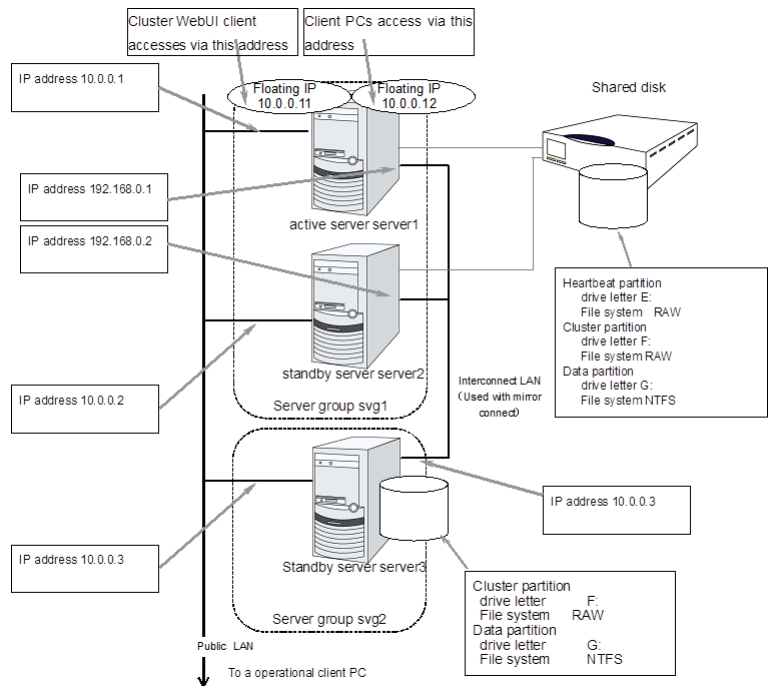 Cluster WebUI client
accesses via this address
Client PCs access via this
address
IP address 10.0.0.1
Floating IP
10.0.0.11
Floating IP
10.0.0.12
Shared disk
IP address 192.168.0.1
active server server1
IP address 192.168.0.2
Heartbeat partition
drive letter E:
File system RAW
Cluster partition
drive letter F:
File system RAW
Data partition
drive letter G:
File system NTFS
standby server server2
Interconnect LAN
(Used with mirror
connect)
IP address 10.0.0.2
Server group svg1
IP address 10.0.0.3
IP address 10.0.0.3
Standby server server3
Cluster partition
drive letter F:
File system RAW
Data partition
drive letter G:
File system NTFS
Server group svg2
Public LAN
To a operational client PC